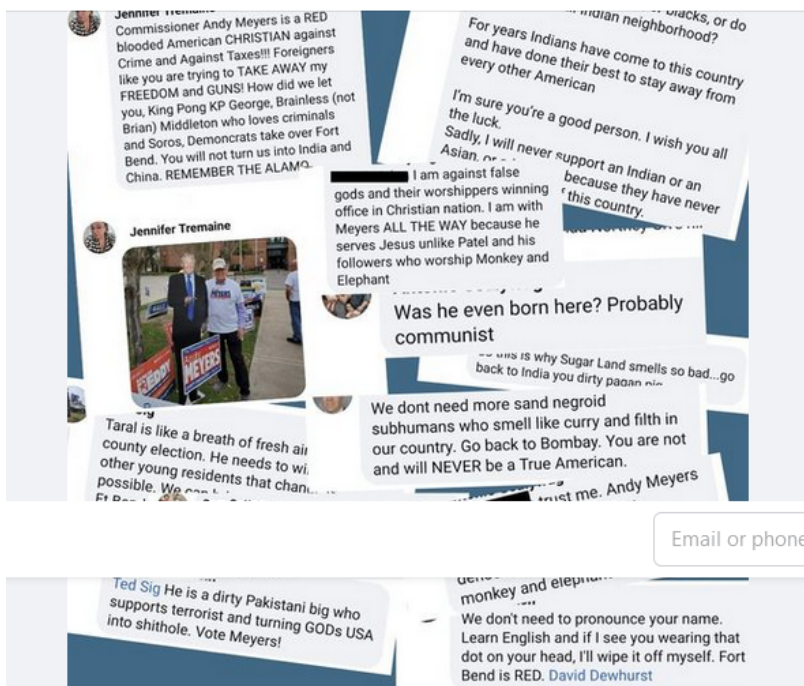 Jennifer Tremaine
Commissioner Andy Meyers is a RED
blooded American CHRISTIAN against
Crime and Against Taxes!!! Foreigners
like you are trying to TAKE AWAY my
FREEDOM and GUNS! How did we let
you, King Pong KP George, Brainless (not
Brian) Middleton who loves criminals
and Soros, Demoncrats take over Fort
Bend. You will not turn us into India and
China. REMEMBER THE ALAMO
blacks, or do
Indian neighborhood?
For years Indians have come to this country
and have done their best to stay away from
every other American
I'm sure you're a good person. I wish you all
the luck.
Sadly, I will never support an Indian or an
Asian, because they have never
this country.
I am against false
gods and their worshippers winning
office in Christian nation. I am with
Meyers ALL THE WAY because he
serves Jesus unlike Patel and his
followers who worship Monkey and
Elephant
Jennifer Tremaine
MEYERS
Andy
MEYERS
Was he even born here? Probably
communist
this is why Sugar Land smells so bad...go
back to India you dirty pagan pig
We dont need more sand negroid
subhumans who smell like curry and filth in
our country. Go back to Bombay. You are not
and will NEVER be a True American.
Taral is like a breath of fresh air
county election. He needs to
other young residents that
possible. We
trust me. Andy Meyers
Email or phone
Ted Sig He is a dirty Pakistani big who
supports terrorist and turning GODs USA
into shithole. Vote Meyers!
monkey and
We don't need to pronounce your name.
Learn English and if I see you wearing that
dot on your head, I'll wipe it off myself. Fort
Bend is RED. David Dewhurst